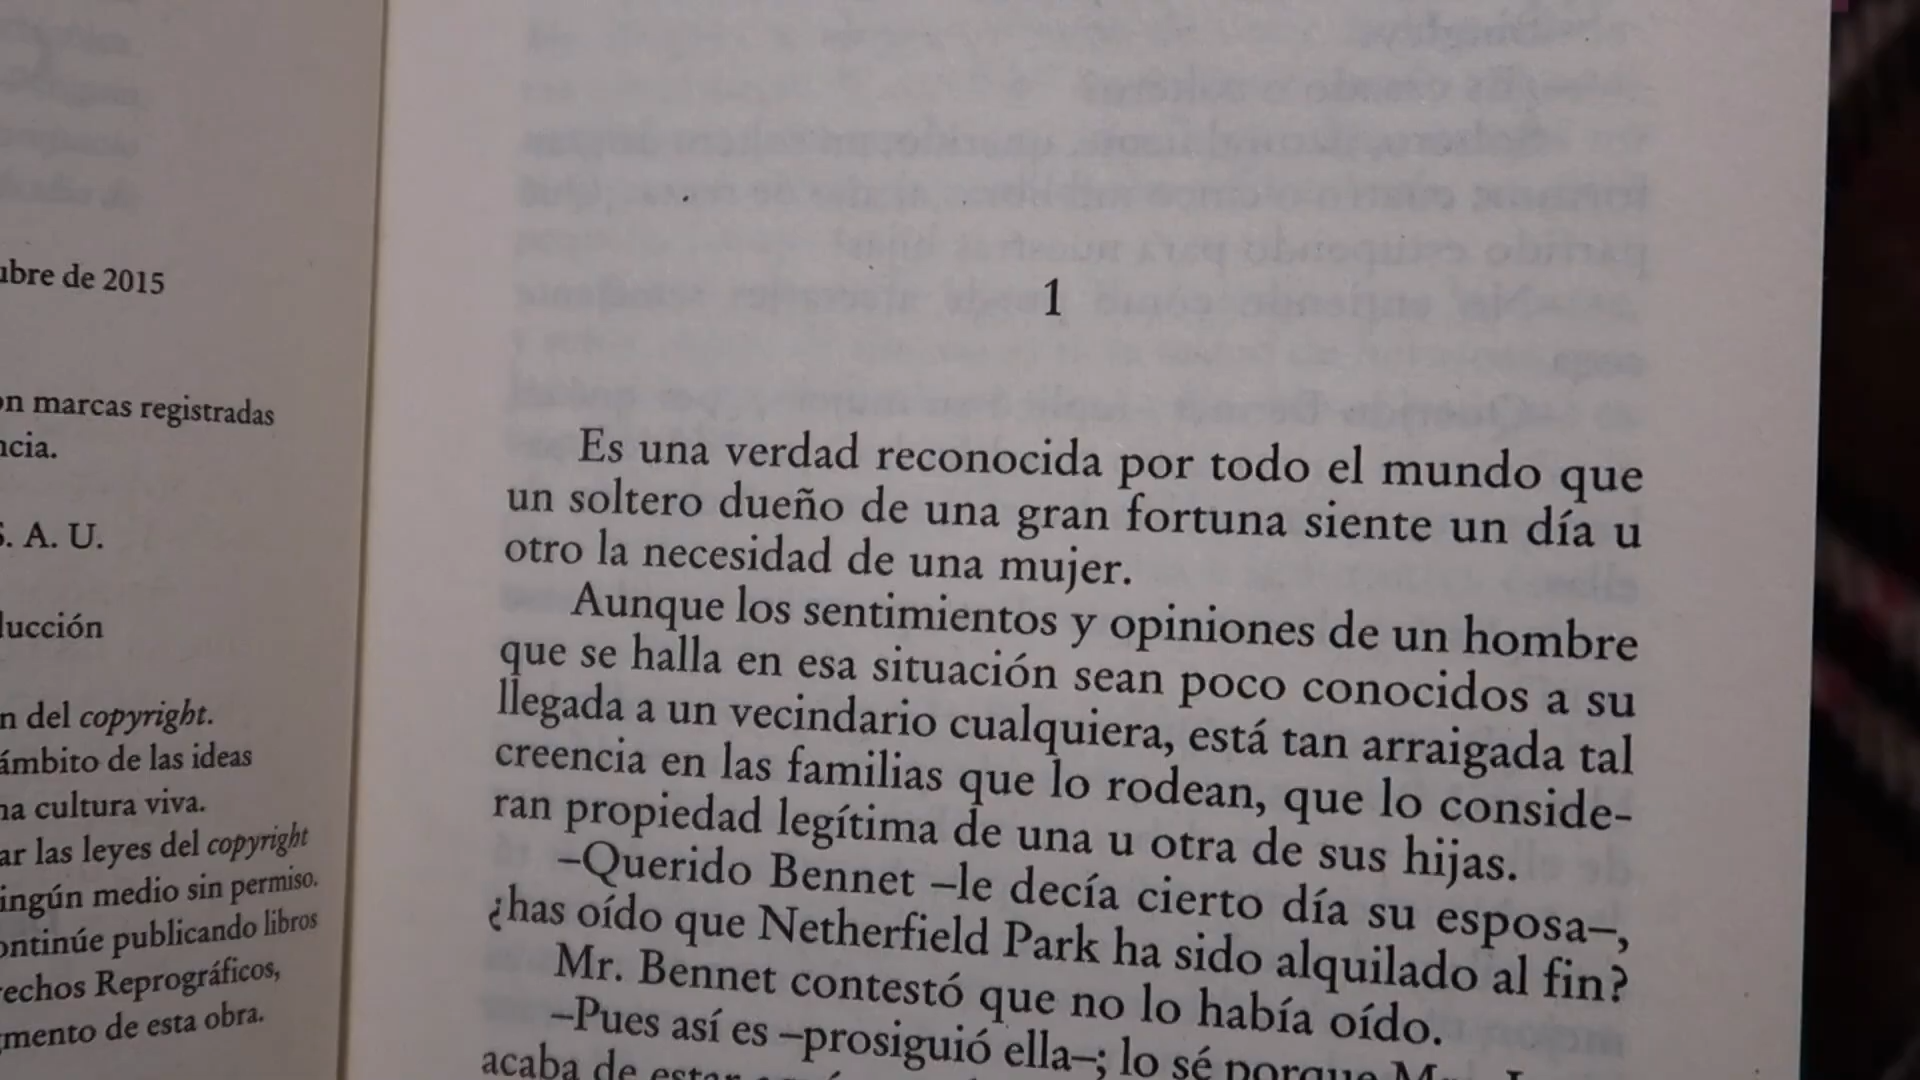 ubre de 2015
on marcas registradas
ncia.
S. A. U.
lucción
n del copyright.
ámbito de las ideas
na cultura viva.
ar las leyes del copyright
ingún medio sin permiso.
ontinúe publicando libros
echos Reprográficos,
mento de esta obra.
1
Es una verdad reconocida por todo el mundo que
un soltero dueño de una gran fortuna siente un día u
otro la necesidad de una mujer.
Aunque los sentimientos y opiniones de un hombre
que se halla en esa situación sean poco conocidos a su
llegada a un vecindario cualquiera, está tan arraigada tal
creencia en las familias que lo rodean, que lo conside-
ran propiedad legítima de una u otra de sus hijas.
–Querido Bennet –le decía cierto día su esposa–,
¿has oído que Netherfield Park ha sido alquilado al fin?
Mr. Bennet contestó que no lo había oído.
–Pues así es –prosiguió ella–; lo sé porque
acaba de estar